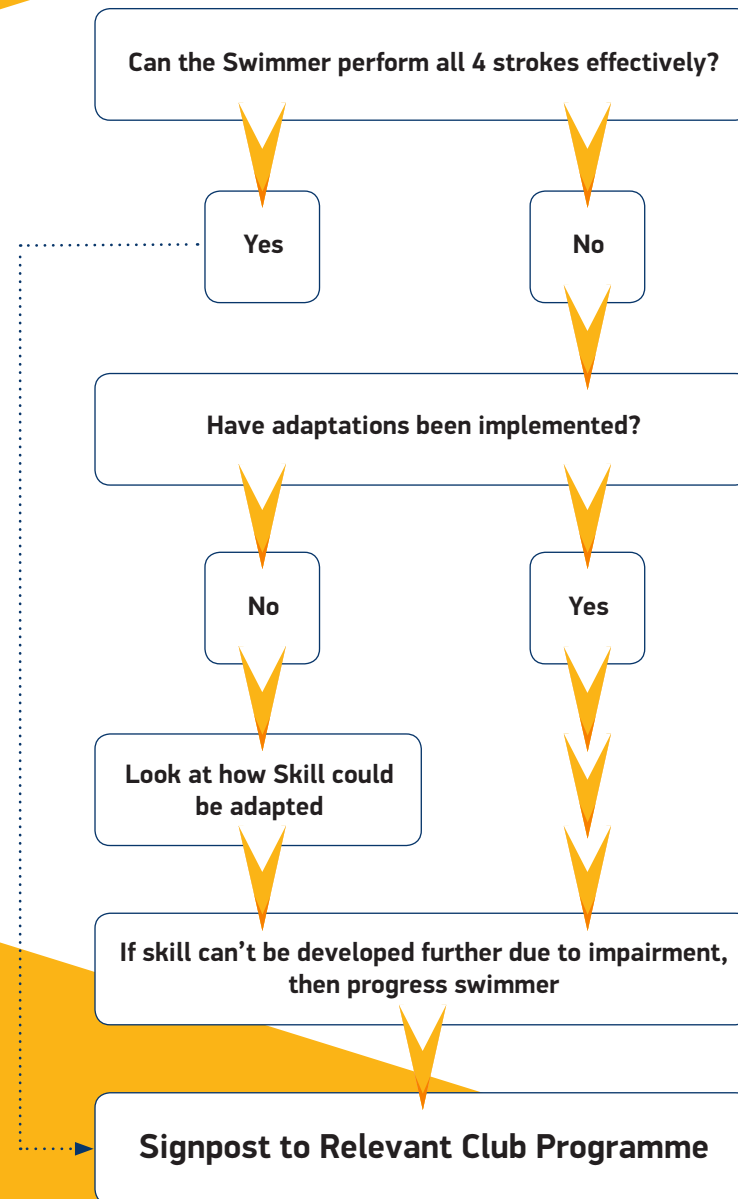 Can the Swimmer perform all 4 strokes effectively?
Yes
No
Have adaptations been implemented?
No
Yes
Look at how Skill could
be adapted
If skill can’t be developed further due to impairment,
then progress swimmer
Signpost to Relevant Club Programme